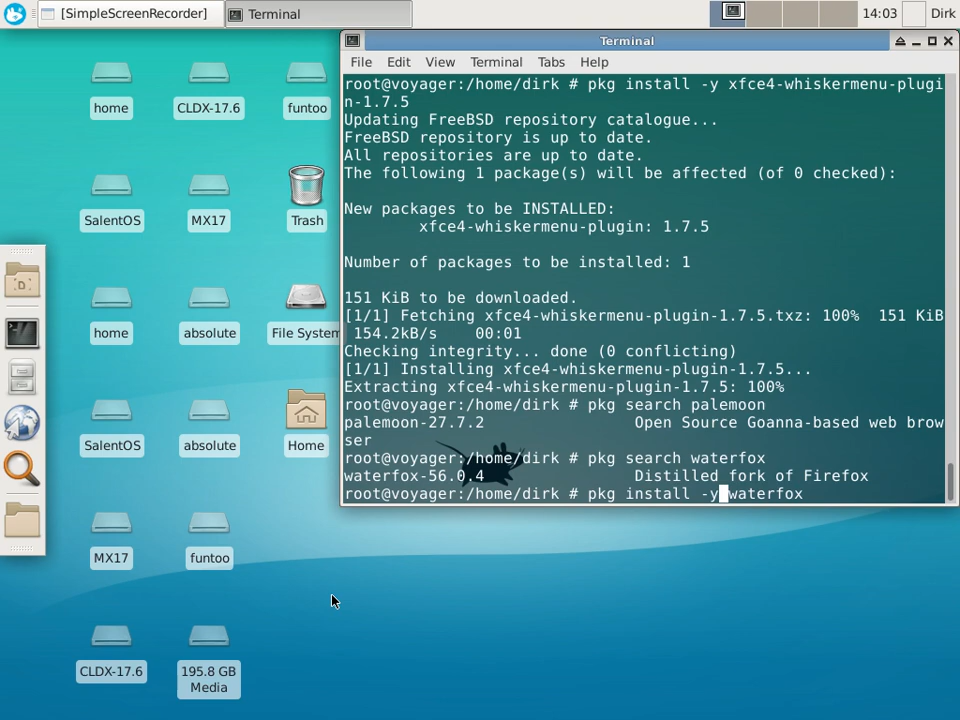 [SimpleScreenRecorder]
Terminal
14:03
Dirk
home
CLDX-17.6
funtoo
SalentOS
MX17
Trash
home
absolute
File System
SalentOS
absolute
Home
MX17
funtoo
CLDX-17.6
195.8 GB
Media
Terminal
File Edit View Terminal Tabs Help
root@voyager:/home/dirk # pkg install -y xfce4-whiskermenu-plugi
n-1.7.5
Updating FreeBSD repository catalogue...
FreeBSD repository is up to date.
All repositories are up to date.
The following 1 package(s) will be affected (of 0 checked):
New packages to be INSTALLED:
xfce4-whiskermenu-plugin: 1.7.5
Number of packages to be installed: 1
151 KiB to be downloaded.
[1/1] Fetching xfce4-whiskermenu-plugin-1.7.5.txz: 100%  151 KiB
154.2kB/s    00:01
Checking integrity... done (0 conflicting)
[1/1] Installing xfce4-whiskermenu-plugin-1.7.5...
Extracting xfce4-whiskermenu-plugin-1.7.5: 100%
root@voyager:/home/dirk # pkg search palemoon
palemoon-27.7.2                Open Source Goanna-based web brow
ser
root@voyager:/home/dirk # pkg search waterfox
waterfox-56.0.4                Distilled fork of Firefox
root@voyager:/home/dirk # pkg install -y waterfox